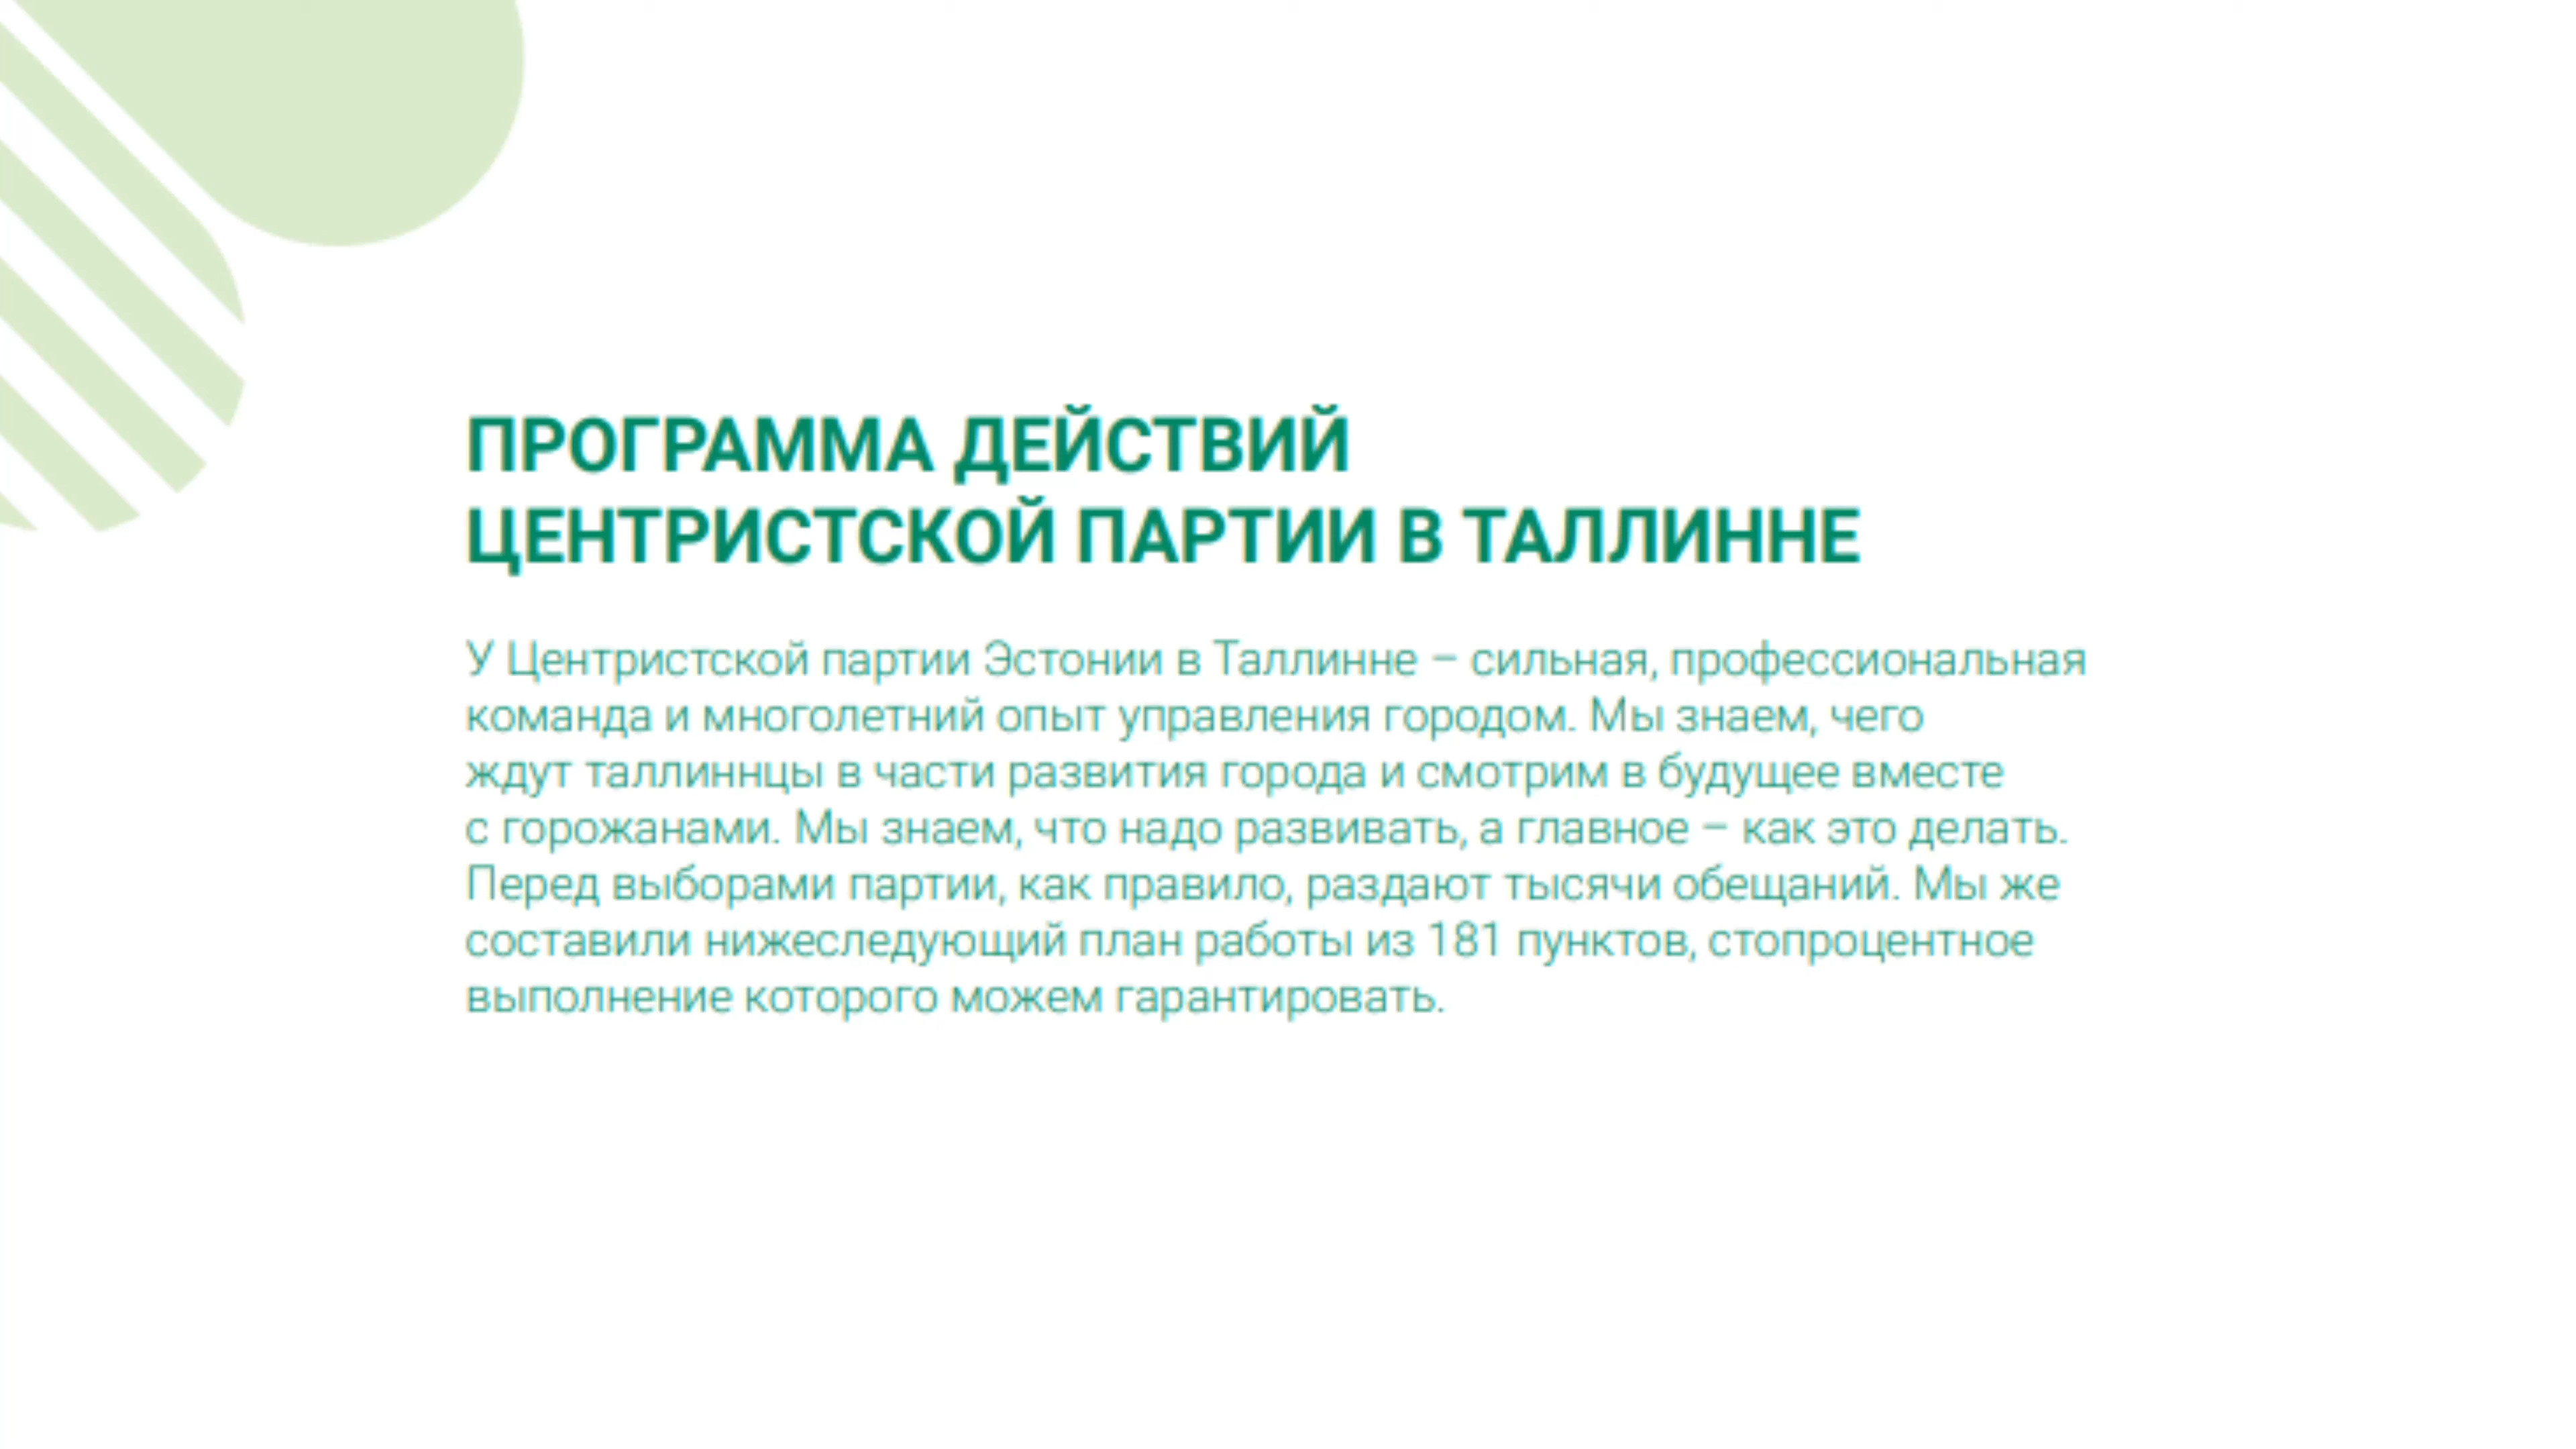 ПРОГРАММА ДЕЙСТВИЙ
ЦЕНТРИСТСКОЙ ПАРТИИ В ТАЛЛИННЕ
У Центристской партии Эстонии в Таллинне – сильная, профессиональная
команда и многолетний опыт управления городом. Мы знаем, чего
ждут таллиннцы в части развития города и смотрим в будущее вместе
с горожанами. Мы знаем, что надо развивать, а главное – как это делать.
Перед выборами партии, как правило, раздают тысячи обещаний. Мы же
составили нижеследующий план работы из 181 пунктов, стопроцентное
выполнение которого можем гарантировать.